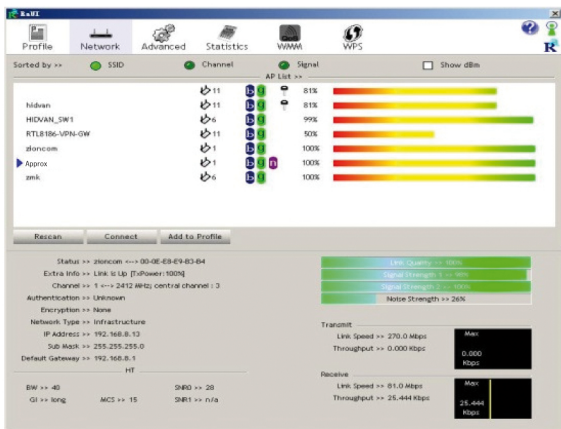 RaUI
Profile Network Advanced Statistics WMM WPS
Sorted by >> SSID Channel Signal Show dBm
AP List >>
11 b g 81%
hidvan 11 b g 81%
HIDVAN_SW1 6 b g 99%
RTL8186-VPN-GW 11 b g 50%
zioncom 1 b g 100%
Approx 1 b g n 100%
zmk 6 b g 100%
Rescan Connect Add to Profile
Status >> zioncom <--> 00-0E-E8-E9-B3-B4
Extra Info >> Link is Up [TxPower:100%]
Channel >> 1 <--> 2412 MHz; central channel : 3
Authentication >> Unknown
Encryption >> None
Network Type >> Infrastructure
IP Address >> 192.168.8.13
Sub Mask >> 255.255.255.0
Default Gateway >> 192.168.8.1
HT
BW >> 40 SNR0 >> 28
GI >> long MCS >> 15 SNR1 >> n/a
Link Quality >> 100%
Signal Strength 1 >> 98%
Signal Strength 2 >> 100%
Noise Strength >> 26%
Transmit
Link Speed >> 270.0 Mbps
Throughput >> 0.000 Kbps
Max
0.000
Kbps
Receive
Link Speed >> 81.0 Mbps
Throughput >> 25.444 Kbps
Max
25.444
Kbps